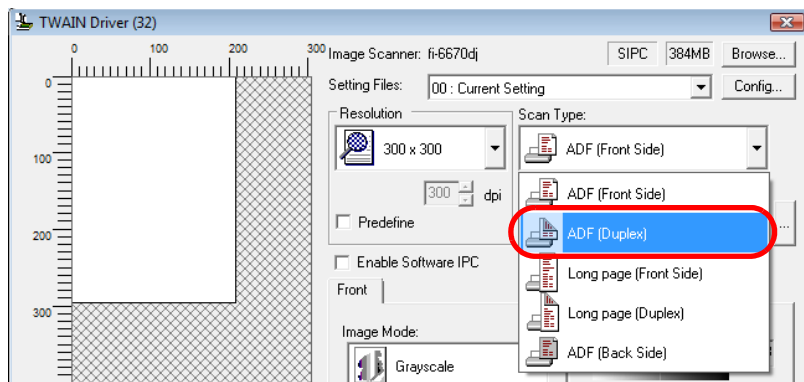 TWAIN Driver (32)
0 100 200 300
Image Scanner: fi-6670dj SIPC 384MB Browse...
Setting Files: 00 : Current Setting Config...
Resolution
Scan Type:
300 x 300
ADF (Front Side)
0
100
200
300
300 dpi
Predefine
ADF (Front Side)
ADF (Duplex)
...
Long page (Front Side)
Long page (Duplex)
ADF (Back Side)
Enable Software IPC
Front
Image Mode:
Grayscale